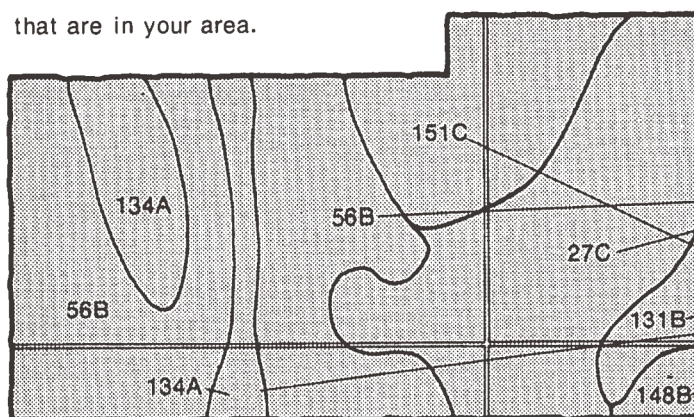 that are in your area.
151C
134A
56B
27C
56B
131B
134A
148B